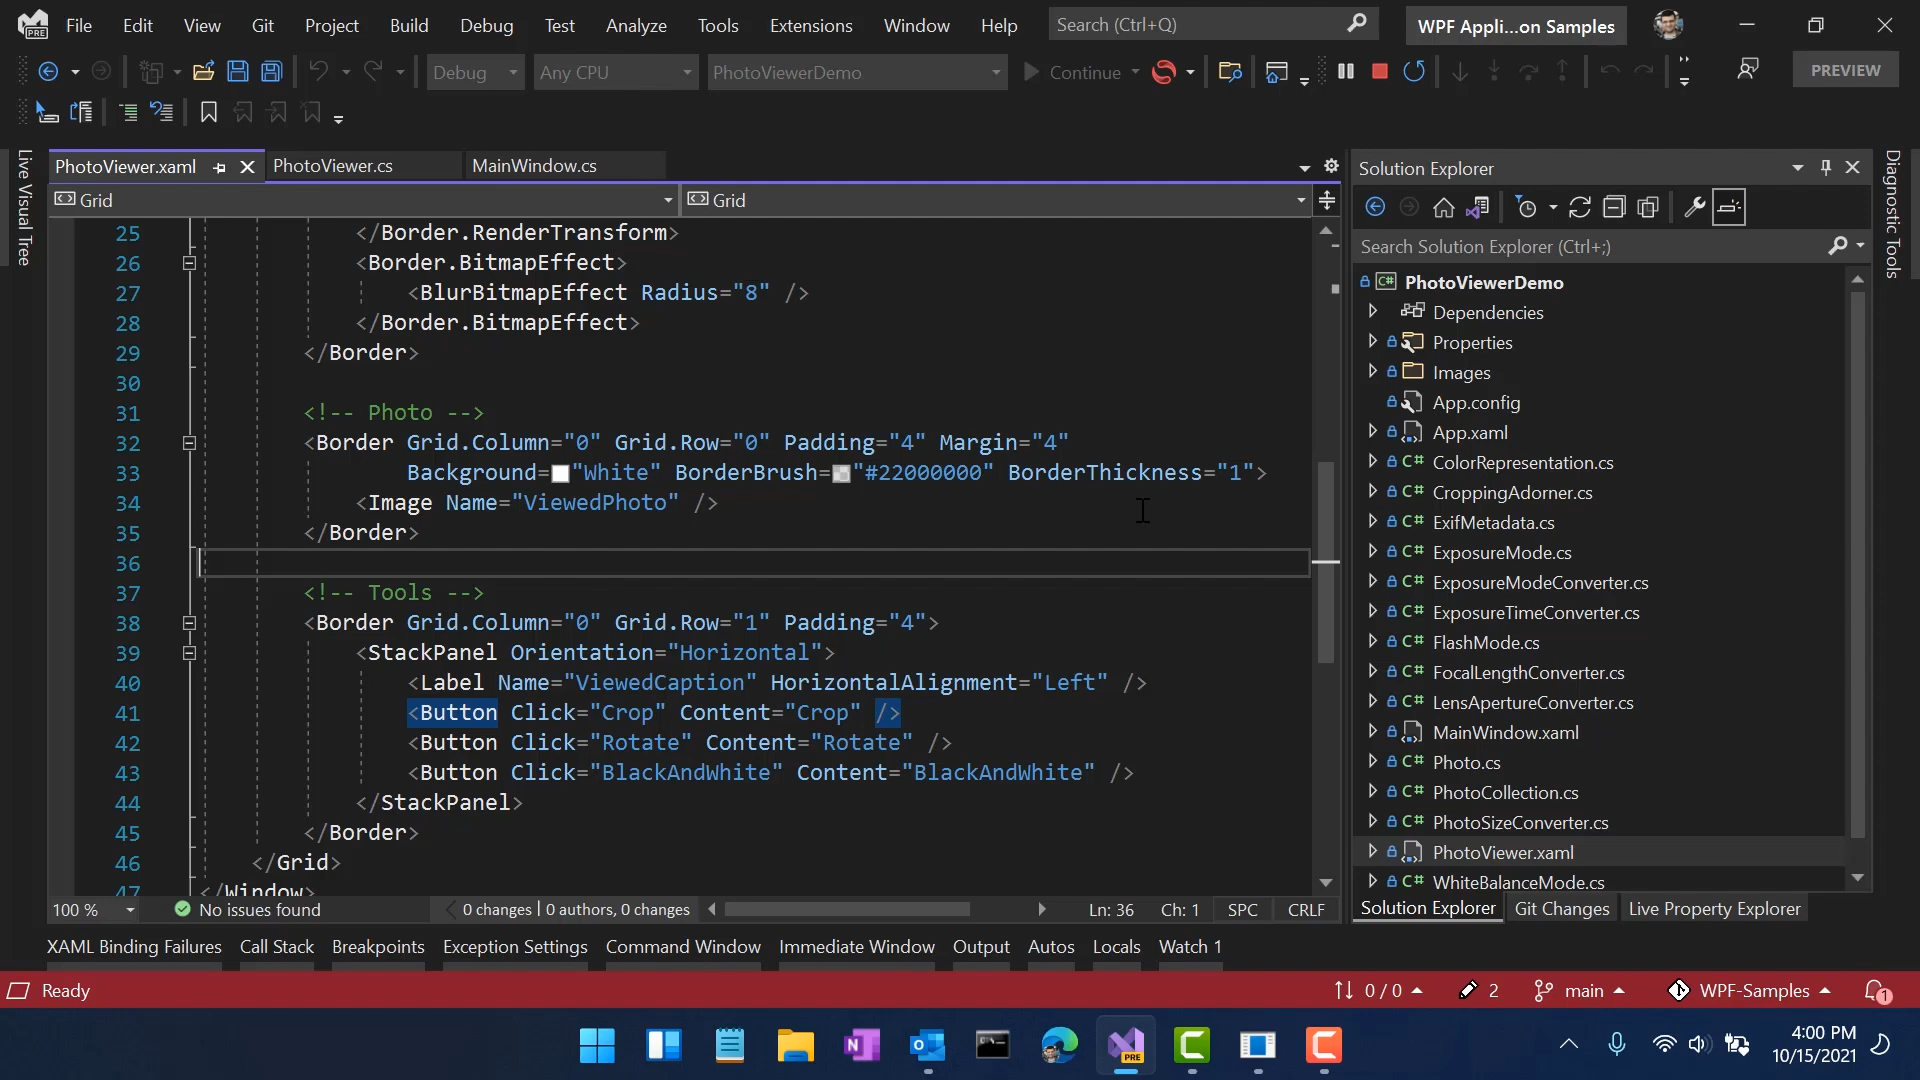 File Edit View Git Project Build Debug Test Analyze Tools Extensions Window Help Search (Ctrl+Q) WPF Appli...on Samples
PRE
Debug Any CPU PhotoViewerDemo Continue PREVIEW
Live Visual Tree
PhotoViewer.xaml PhotoViewer.cs MainWindow.cs
Grid Grid
25 </Border.RenderTransform>
26 <Border.BitmapEffect>
27 <BlurBitmapEffect Radius="8" />
28 </Border.BitmapEffect>
29 </Border>
30
31 <!-- Photo -->
32 <Border Grid.Column="0" Grid.Row="0" Padding="4" Margin="4"
33 Background="White" BorderBrush="#22000000" BorderThickness="1">
34 <Image Name="ViewedPhoto" />
35 </Border>
36
37 <!-- Tools -->
38 <Border Grid.Column="0" Grid.Row="1" Padding="4">
39 <StackPanel Orientation="Horizontal">
40 <Label Name="ViewedCaption" HorizontalAlignment="Left" />
41 <Button Click="Crop" Content="Crop" />
42 <Button Click="Rotate" Content="Rotate" />
43 <Button Click="BlackAndWhite" Content="BlackAndWhite" />
44 </StackPanel>
45 </Border>
46 </Grid>
47 </Window>
100 % No issues found 0 changes | 0 authors, 0 changes Ln: 36 Ch: 1 SPC CRLF
Solution Explorer
Search Solution Explorer (Ctrl+;)
C# PhotoViewerDemo
Dependencies
Properties
Images
App.config
App.xaml
C# ColorRepresentation.cs
C# CroppingAdorner.cs
C# ExifMetadata.cs
C# ExposureMode.cs
C# ExposureModeConverter.cs
C# ExposureTimeConverter.cs
C# FlashMode.cs
C# FocalLengthConverter.cs
C# LensApertureConverter.cs
MainWindow.xaml
C# Photo.cs
C# PhotoCollection.cs
C# PhotoSizeConverter.cs
PhotoViewer.xaml
C# WhiteBalanceMode.cs
Solution Explorer Git Changes Live Property Explorer
Diagnostic Tools
XAML Binding Failures Call Stack Breakpoints Exception Settings Command Window Immediate Window Output Autos Locals Watch 1
Ready 0 / 0 2 main WPF-Samples 1
N PRE
4:00 PM
10/15/2021